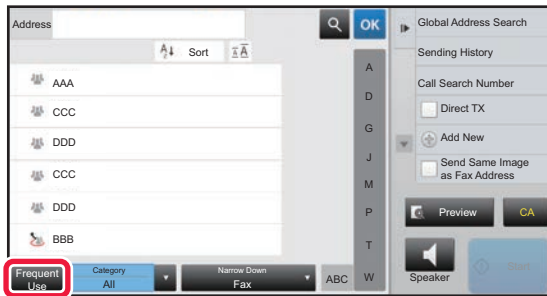 Address
OK
Sort
AAA
CCC
DDD
CCC
DDD
BBB
A
D
G
J
M
P
T
W
Frequent
Use
Category
All
Narrow Down
Fax
ABC
Global Address Search
Sending History
Call Search Number
Direct TX
Add New
Send Same Image
as Fax Address
Preview
CA
Speaker
Start